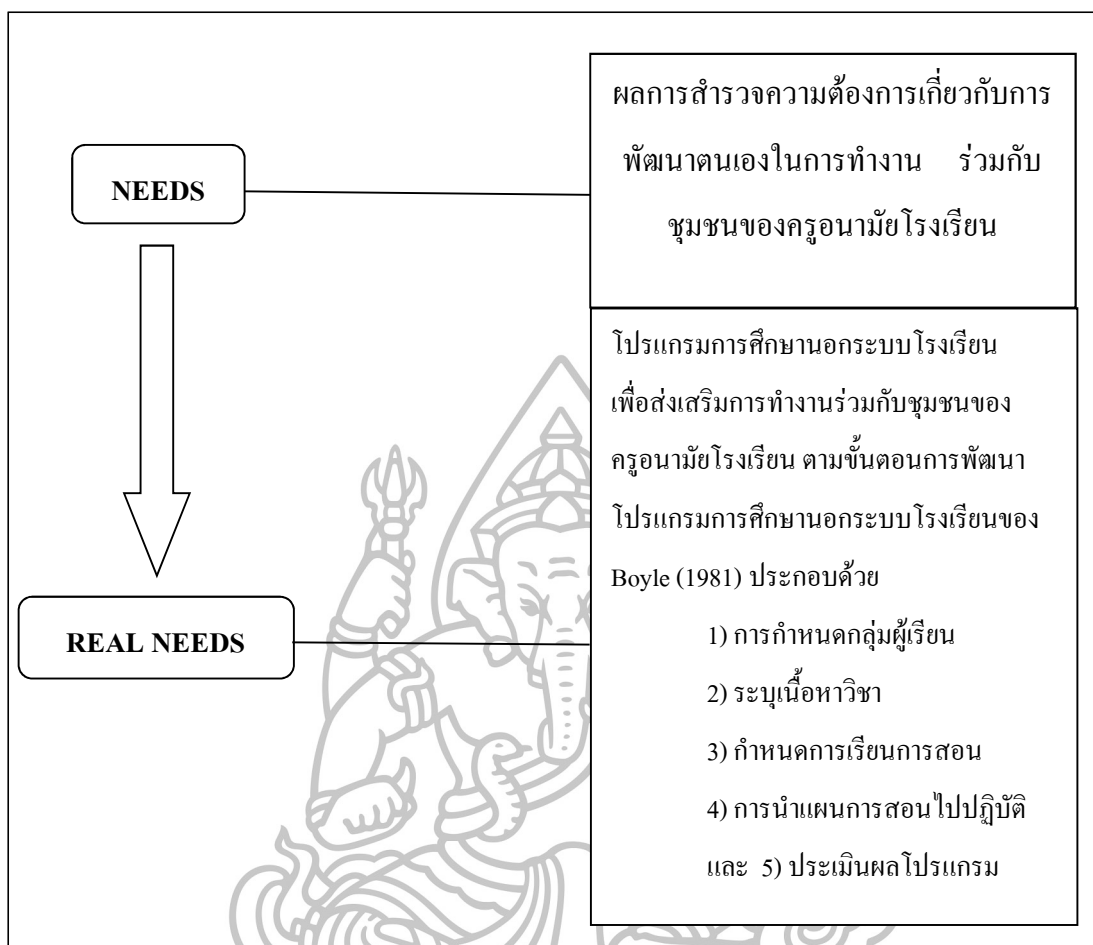 ผลการสำรวจความต้องการเกี่ยวกับการ
พัฒนาตนเองในการทำงาน ร่วมกับ
ชุมชนของครูอนามัยโรงเรียน
NEEDS
โปรแกรมการศึกษานอกระบบโรงเรียน
เพื่อส่งเสริมการทำงานร่วมกับชุมชนของ
ครูอนามัยโรงเรียน ตามขั้นตอนการพัฒนา
โปรแกรมการศึกษานอกระบบโรงเรียนของ
Boyle (1981) ประกอบด้วย
1) การกำหนดกลุ่มผู้เรียน
2) ระบุเนื้อหาวิชา
3) กำหนดการเรียนการสอน
4) การนำแผนการสอนไปปฏิบัติ
และ 5) ประเมินผลโปรแกรม
REAL NEEDS